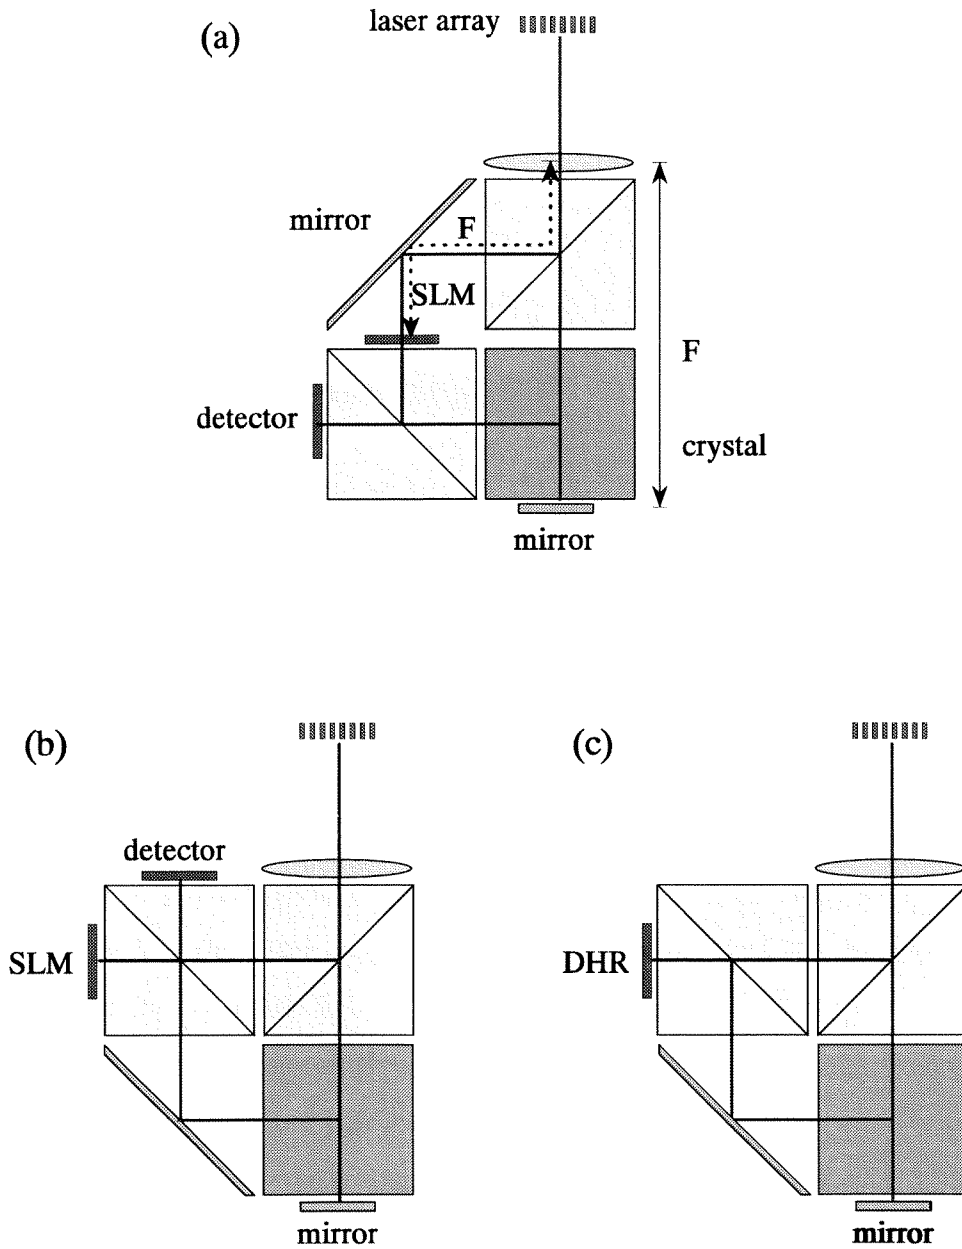 (a)
laser array
mirror
F
SLM
F
detector
crystal
mirror
(b)
(c)
detector
SLM
DHR
mirror
mirror